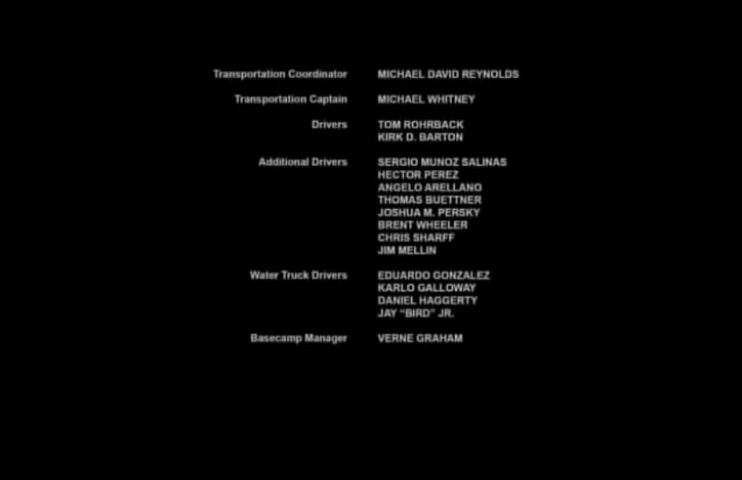 Transportation Coordinator MICHAEL DAVID REYNOLDS
Transportation Captain MICHAEL WHITNEY
Drivers TOM ROHRBACK
KIRK D. BARTON
Additional Drivers SERGIO MUNOZ SALINAS
HECTOR PEREZ
ANGELO ARELLANO
THOMAS BUETTNER
JOSHUA M. PERSKY
BRENT WHEELER
CHRIS SHARFF
JIM MELLIN
Water Truck Drivers EDUARDO GONZALEZ
KARLO GALLOWAY
DANIEL HAGGERTY
JAY “BIRD” JR.
Basecamp Manager VERNE GRAHAM